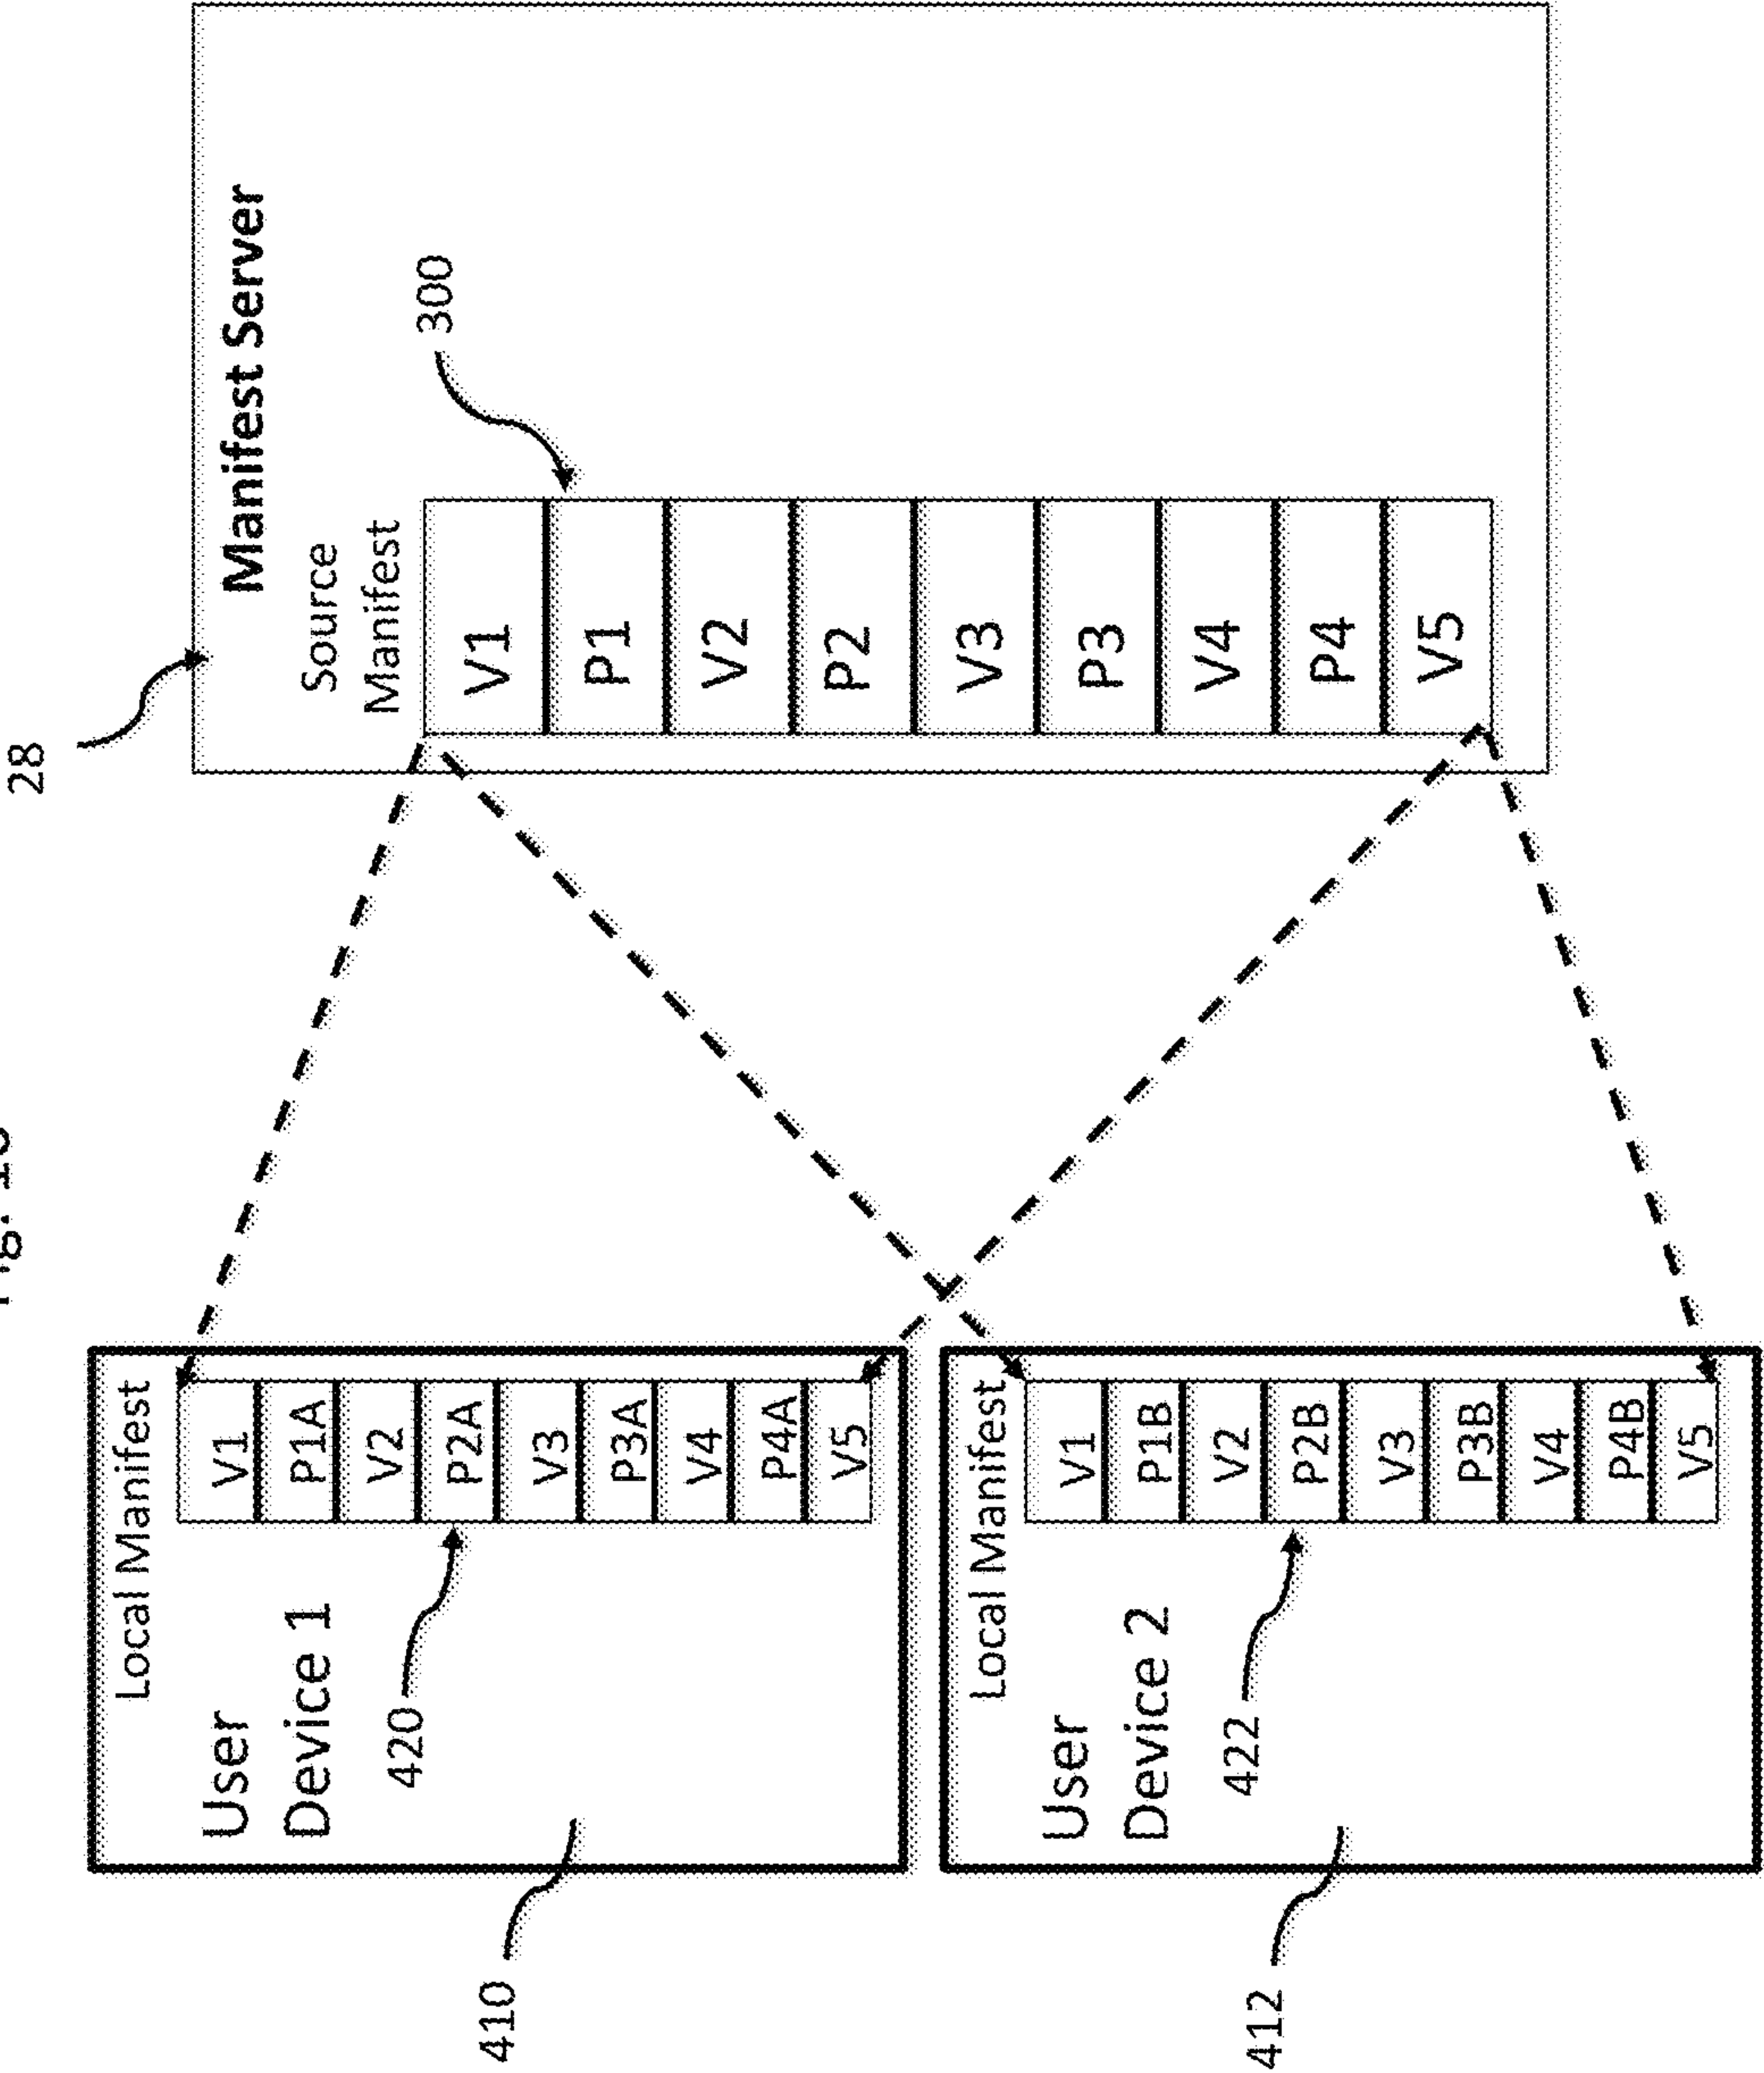 28
Manifest Server
Source
Manifest
300
V1
P1
V2
P2
V3
P3
V4
P4
V5
Local Manifest
User
Device 1
420
410
V1
P1A
V2
P2A
V3
P3A
V4
P4A
V5
Local Manifest
User
Device 2
422
412
V1
P1B
V2
P2B
V3
P3B
V4
P4B
V5